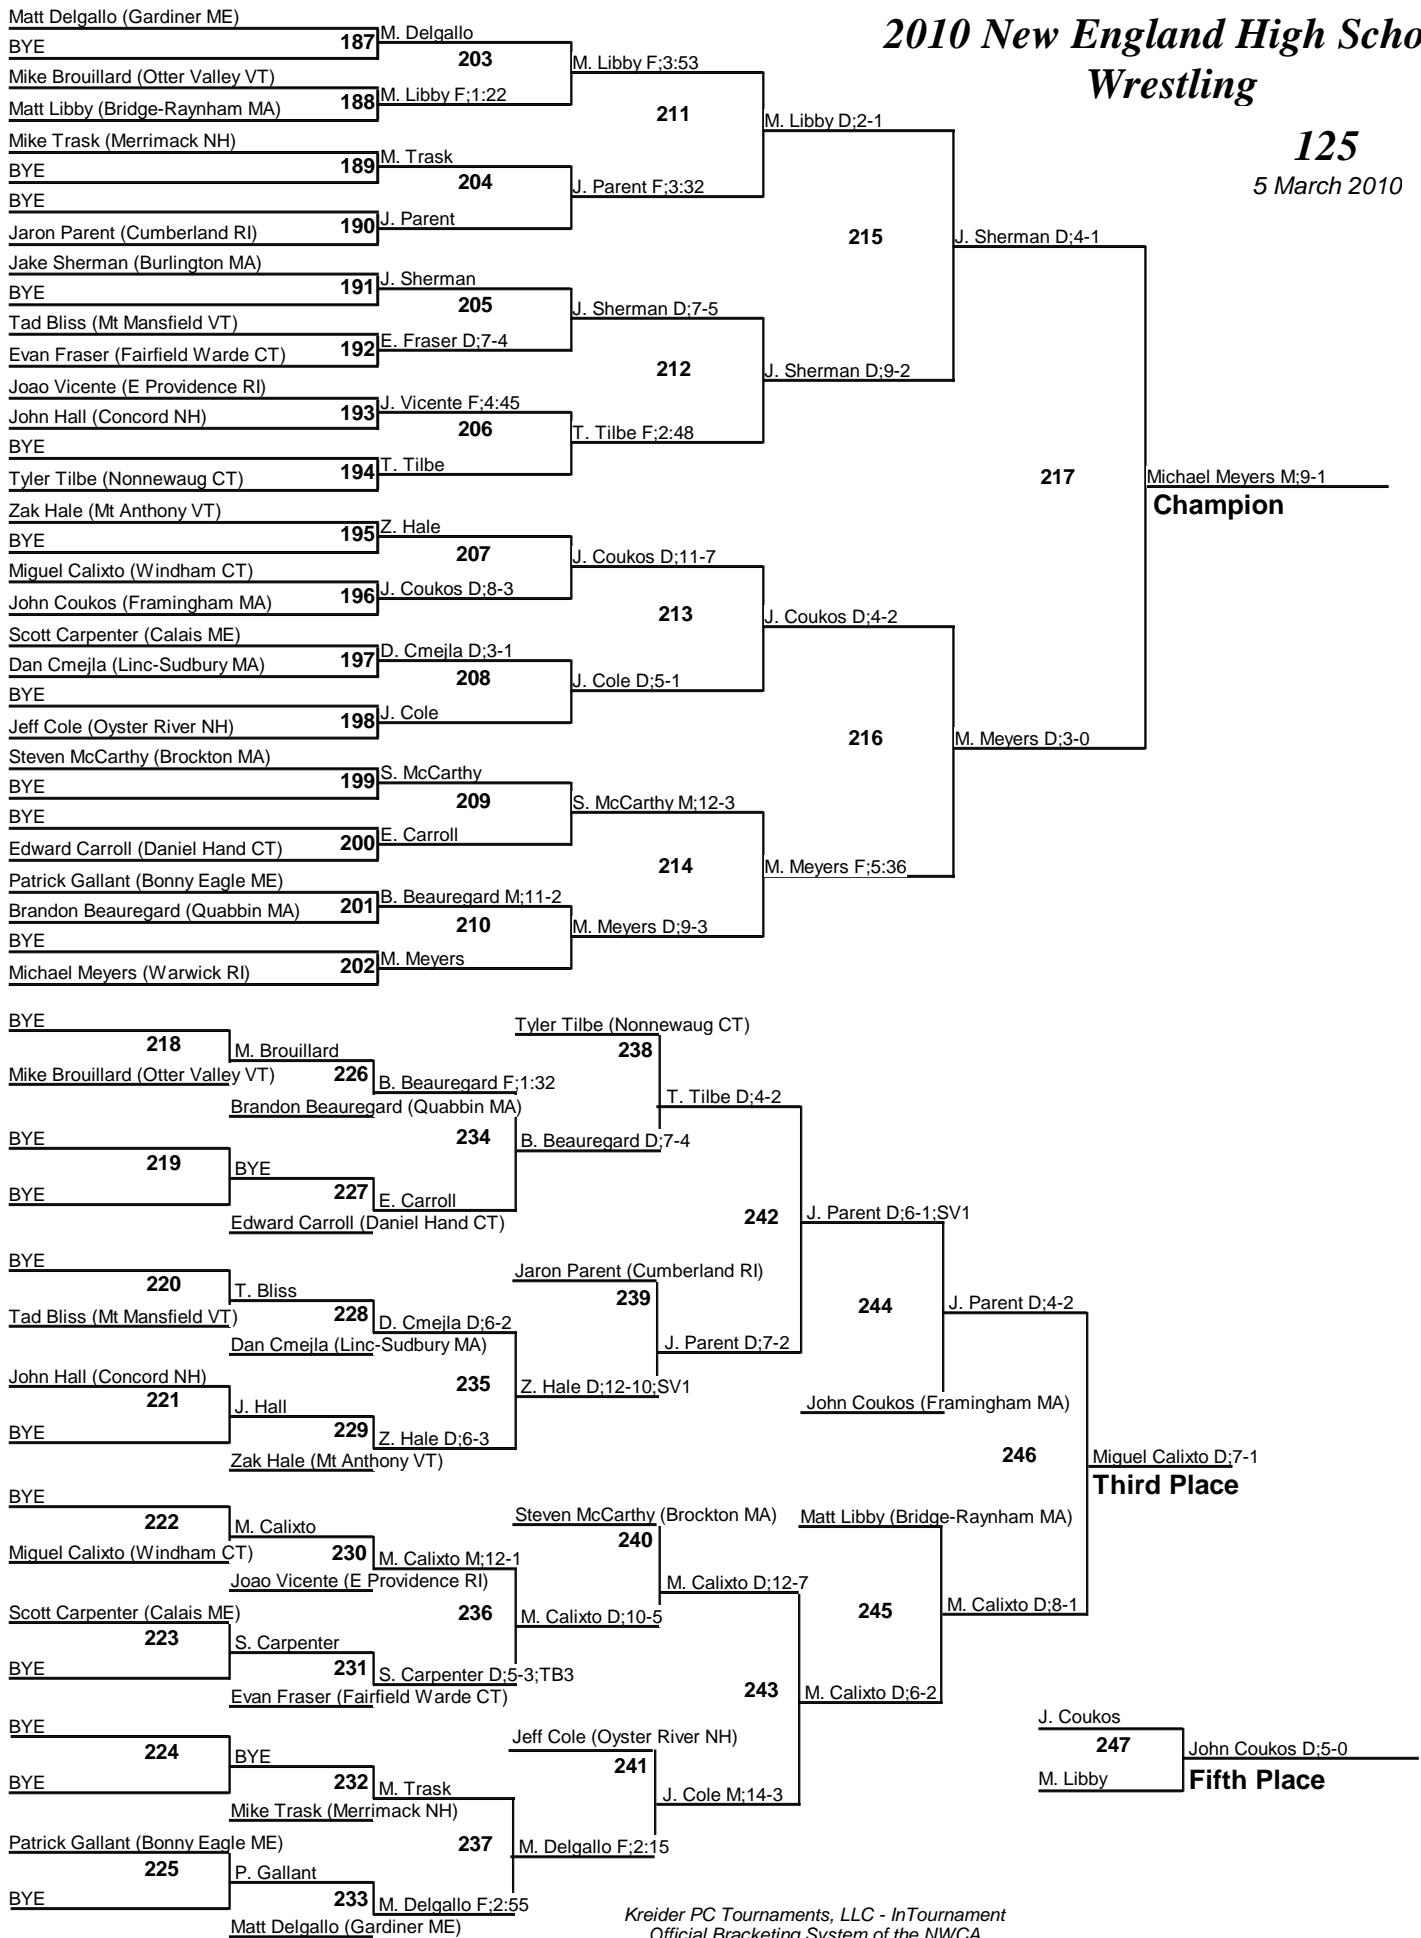 2010 New England High Scho
Wrestling
125
5 March 2010
Matt Delgallo (Gardiner ME)
BYE
187
M. Delgallo
203
Mike Brouillard (Otter Valley VT)
Matt Libby (Bridge-Raynham MA)
188
M. Libby F;1:22
M. Libby F;3:53
211
Mike Trask (Merrimack NH)
BYE
189
M. Trask
204
BYE
Jaron Parent (Cumberland RI)
190
J. Parent
J. Parent F;3:32
M. Libby D;2-1
215
Jake Sherman (Burlington MA)
BYE
191
J. Sherman
205
Tad Bliss (Mt Mansfield VT)
Evan Fraser (Fairfield Warde CT)
192
E. Fraser D;7-4
J. Sherman D;7-5
212
Joao Vicente (E Providence RI)
John Hall (Concord NH)
193
J. Vicente F;4:45
206
BYE
Tyler Tilbe (Nonnewaug CT)
194
T. Tilbe
T. Tilbe F;2:48
J. Sherman D;9-2
J. Sherman D;4-1
217
Michael Meyers M;9-1
Champion
Zak Hale (Mt Anthony VT)
BYE
195
Z. Hale
207
Miguel Calixto (Windham CT)
John Coukos (Framingham MA)
196
J. Coukos D;8-3
J. Coukos D;11-7
213
Scott Carpenter (Calais ME)
Dan Cmejla (Linc-Sudbury MA)
197
D. Cmejla D;3-1
208
BYE
Jeff Cole (Oyster River NH)
198
J. Cole
J. Cole D;5-1
J. Coukos D;4-2
216
Steven McCarthy (Brockton MA)
BYE
199
S. McCarthy
209
BYE
Edward Carroll (Daniel Hand CT)
200
E. Carroll
S. McCarthy M;12-3
214
Patrick Gallant (Bonny Eagle ME)
Brandon Beauregard (Quabbin MA)
201
B. Beauregard M;11-2
210
BYE
Michael Meyers (Warwick RI)
202
M. Meyers
M. Meyers D;9-3
M. Meyers F;5:36
M. Meyers D;3-0
BYE
218
Mike Brouillard (Otter Valley VT)
M. Brouillard
226
Brandon Beauregard (Quabbin MA)
B. Beauregard F;1:32
234
BYE
219
BYE
BYE
227
Edward Carroll (Daniel Hand CT)
E. Carroll
B. Beauregard D;7-4
Tyler Tilbe (Nonnewaug CT)
238
T. Tilbe D;4-2
242
BYE
220
Tad Bliss (Mt Mansfield VT)
T. Bliss
228
Dan Cmejla (Linc-Sudbury MA)
D. Cmejla D;6-2
235
John Hall (Concord NH)
221
BYE
J. Hall
229
Zak Hale (Mt Anthony VT)
Z. Hale D;6-3
Z. Hale D;12-10;SV1
Jaron Parent (Cumberland RI)
239
J. Parent D;7-2
J. Parent D;6-1;SV1
244
John Coukos (Framingham MA)
J. Parent D;4-2
246
Miguel Calixto D;7-1
Third Place
BYE
222
Miguel Calixto (Windham CT)
M. Calixto
230
Joao Vicente (E Providence RI)
M. Calixto M;12-1
236
Scott Carpenter (Calais ME)
223
BYE
S. Carpenter
231
Evan Fraser (Fairfield Warde CT)
S. Carpenter D;5-3;TB3
M. Calixto D;10-5
Steven McCarthy (Brockton MA)
240
M. Calixto D;12-7
243
Matt Libby (Bridge-Raynham MA)
245
M. Calixto D;8-1
M. Calixto D;6-2
BYE
224
BYE
BYE
232
Mike Trask (Merrimack NH)
M. Trask
237
Patrick Gallant (Bonny Eagle ME)
225
BYE
P. Gallant
233
Matt Delgallo (Gardiner ME)
M. Delgallo F;2:55
M. Delgallo F;2:15
Jeff Cole (Oyster River NH)
241
J. Cole M;14-3
J. Coukos
247
M. Libby
John Coukos D;5-0
Fifth Place
Kreider PC Tournaments, LLC - InTournament
Official Bracketing System of the NWCA